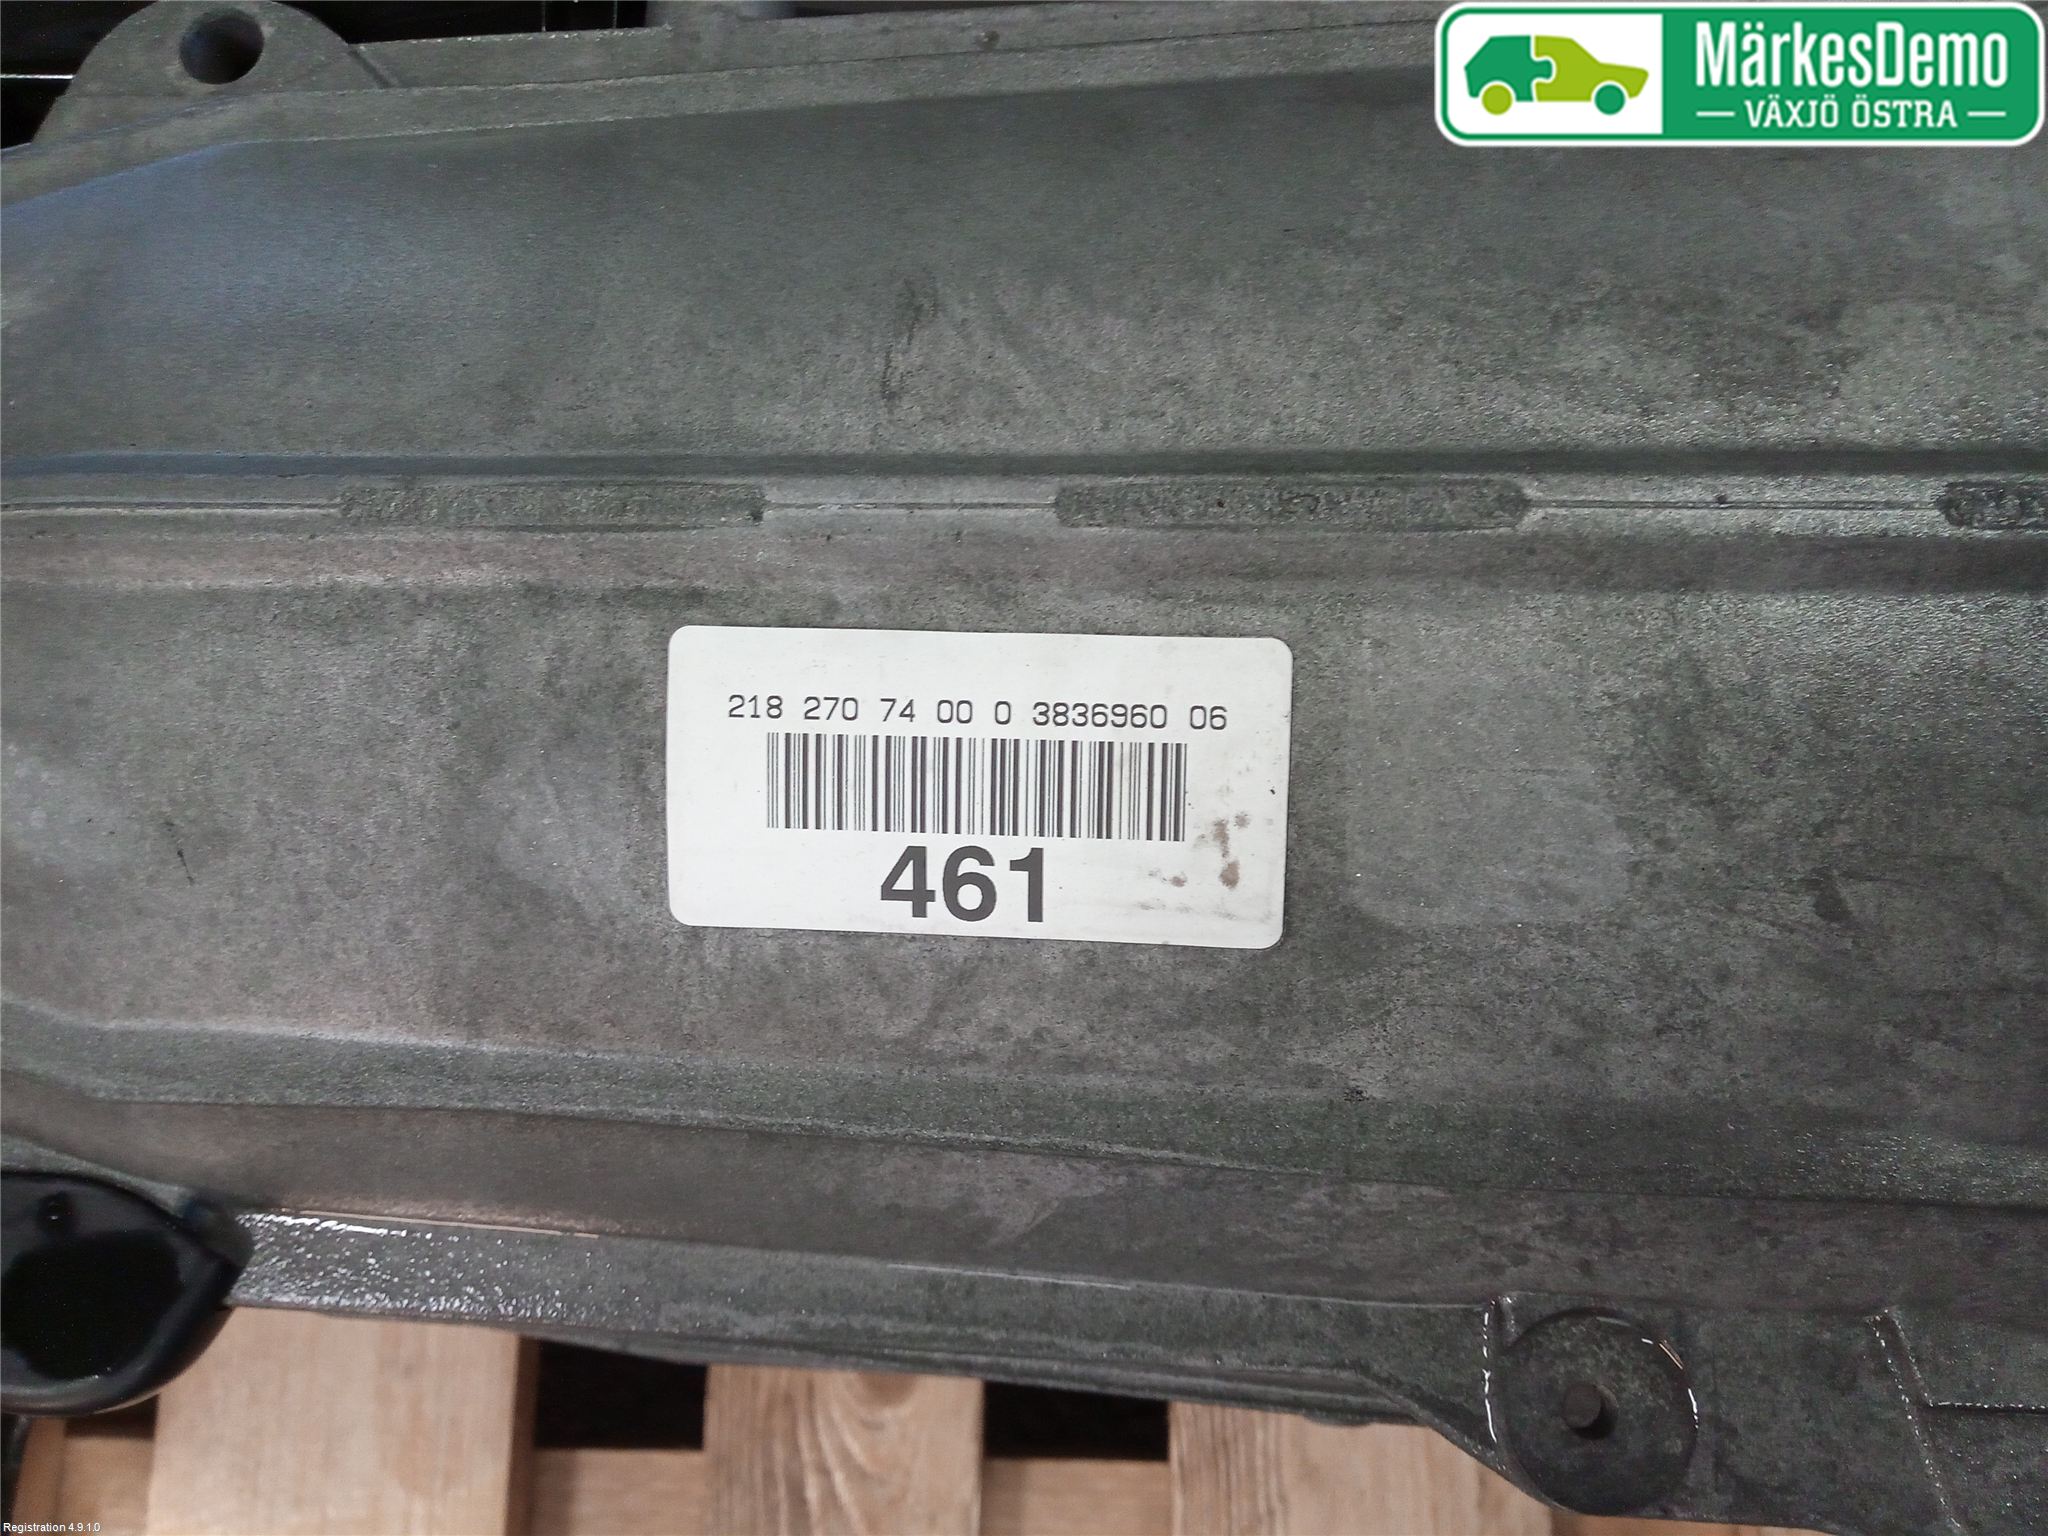 MärkesDemo
VÄXJÖ ÖSTRA
218 270 74 00 0 3836960 06
461
Registration 4.9.1.0